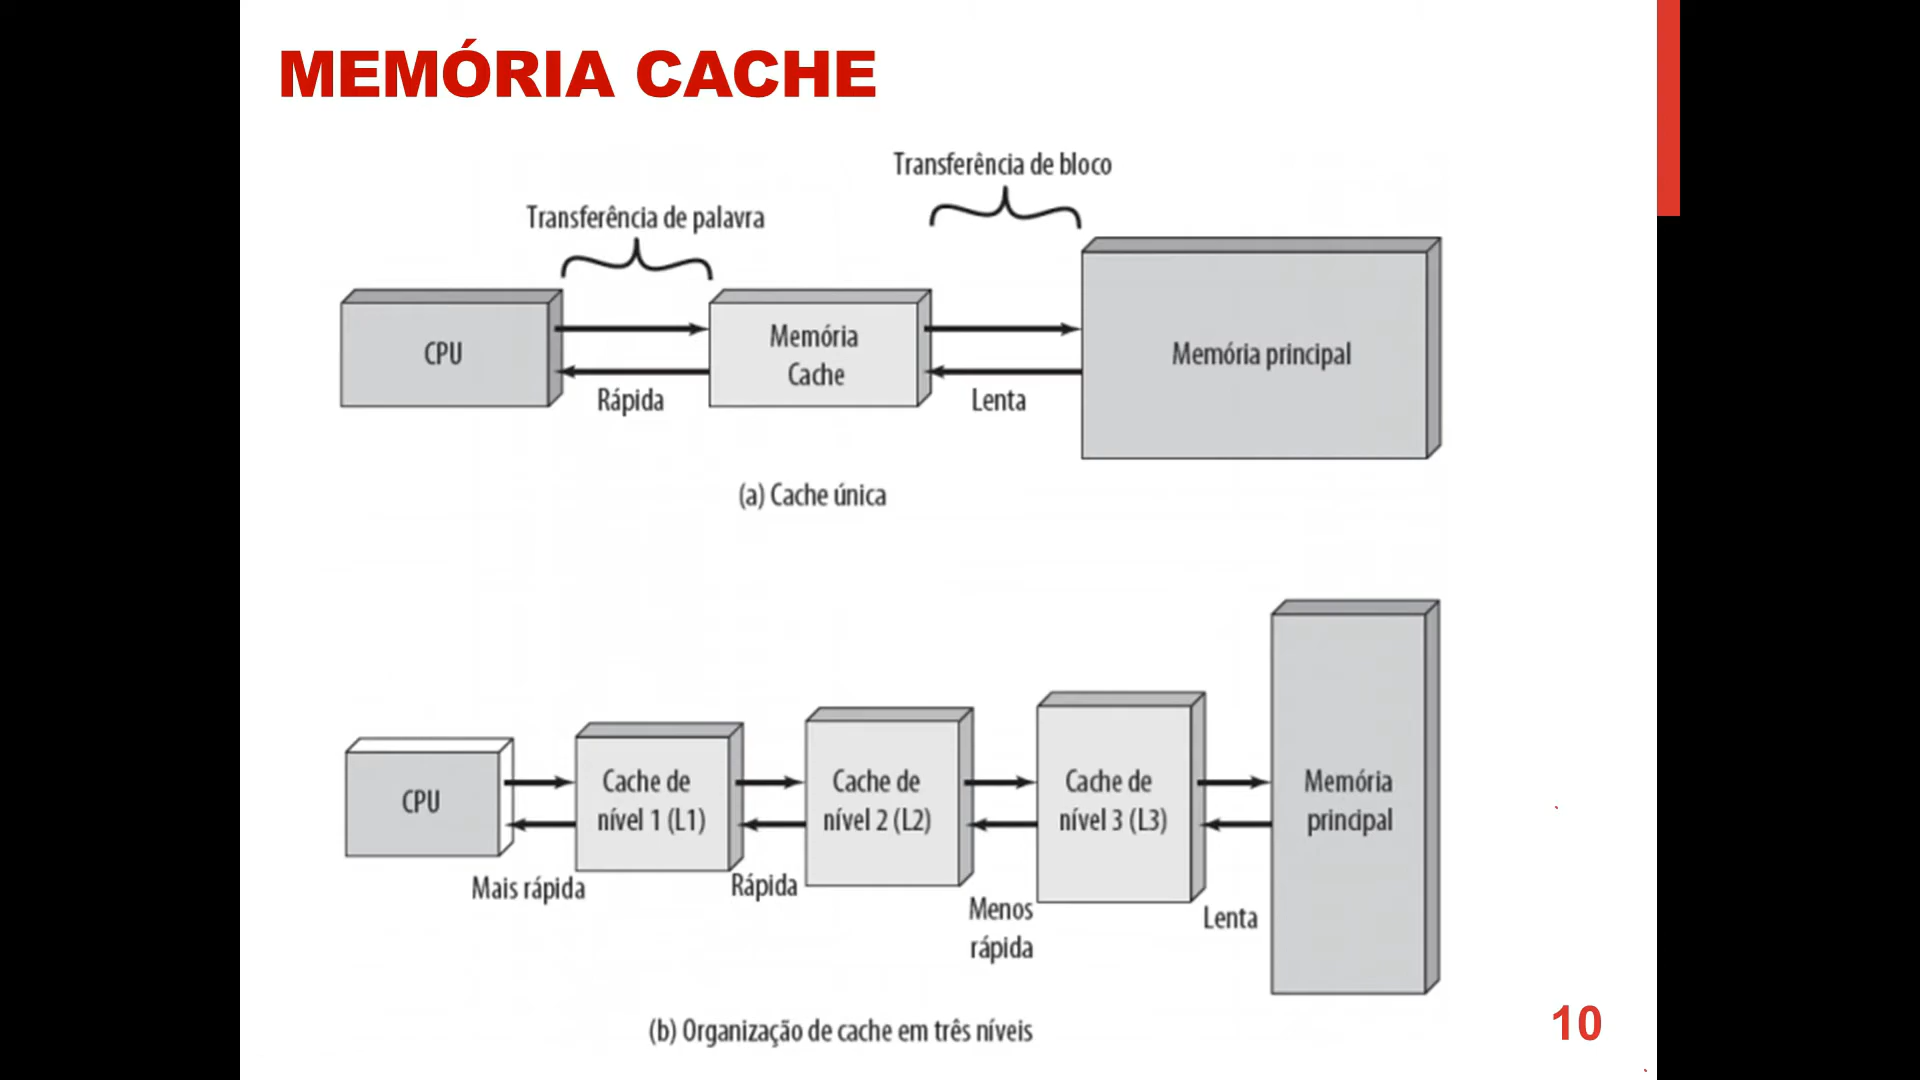 MEMÓRIA CACHE
Transferência de bloco
Transferência de palavra
CPU
Memória
Cache
Memória principal
Rápida
Lenta
(a) Cache única
CPU
Cache de
nível 1 (L1)
Cache de
nível 2 (L2)
Cache de
nível 3 (L3)
Memória
principal
Mais rápida
Rápida
Menos
rápida
Lenta
(b) Organização de cache em três níveis
10